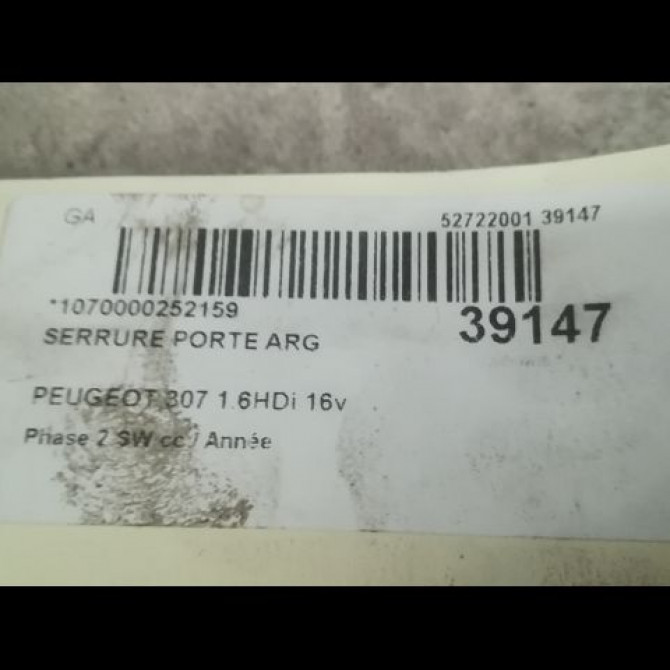 GA
52722001 39147
*1070000252159
39147
SERRURE PORTE ARG
PEUGEOT 307 1.6HDi 16v
Phase 2 SW cc / Année